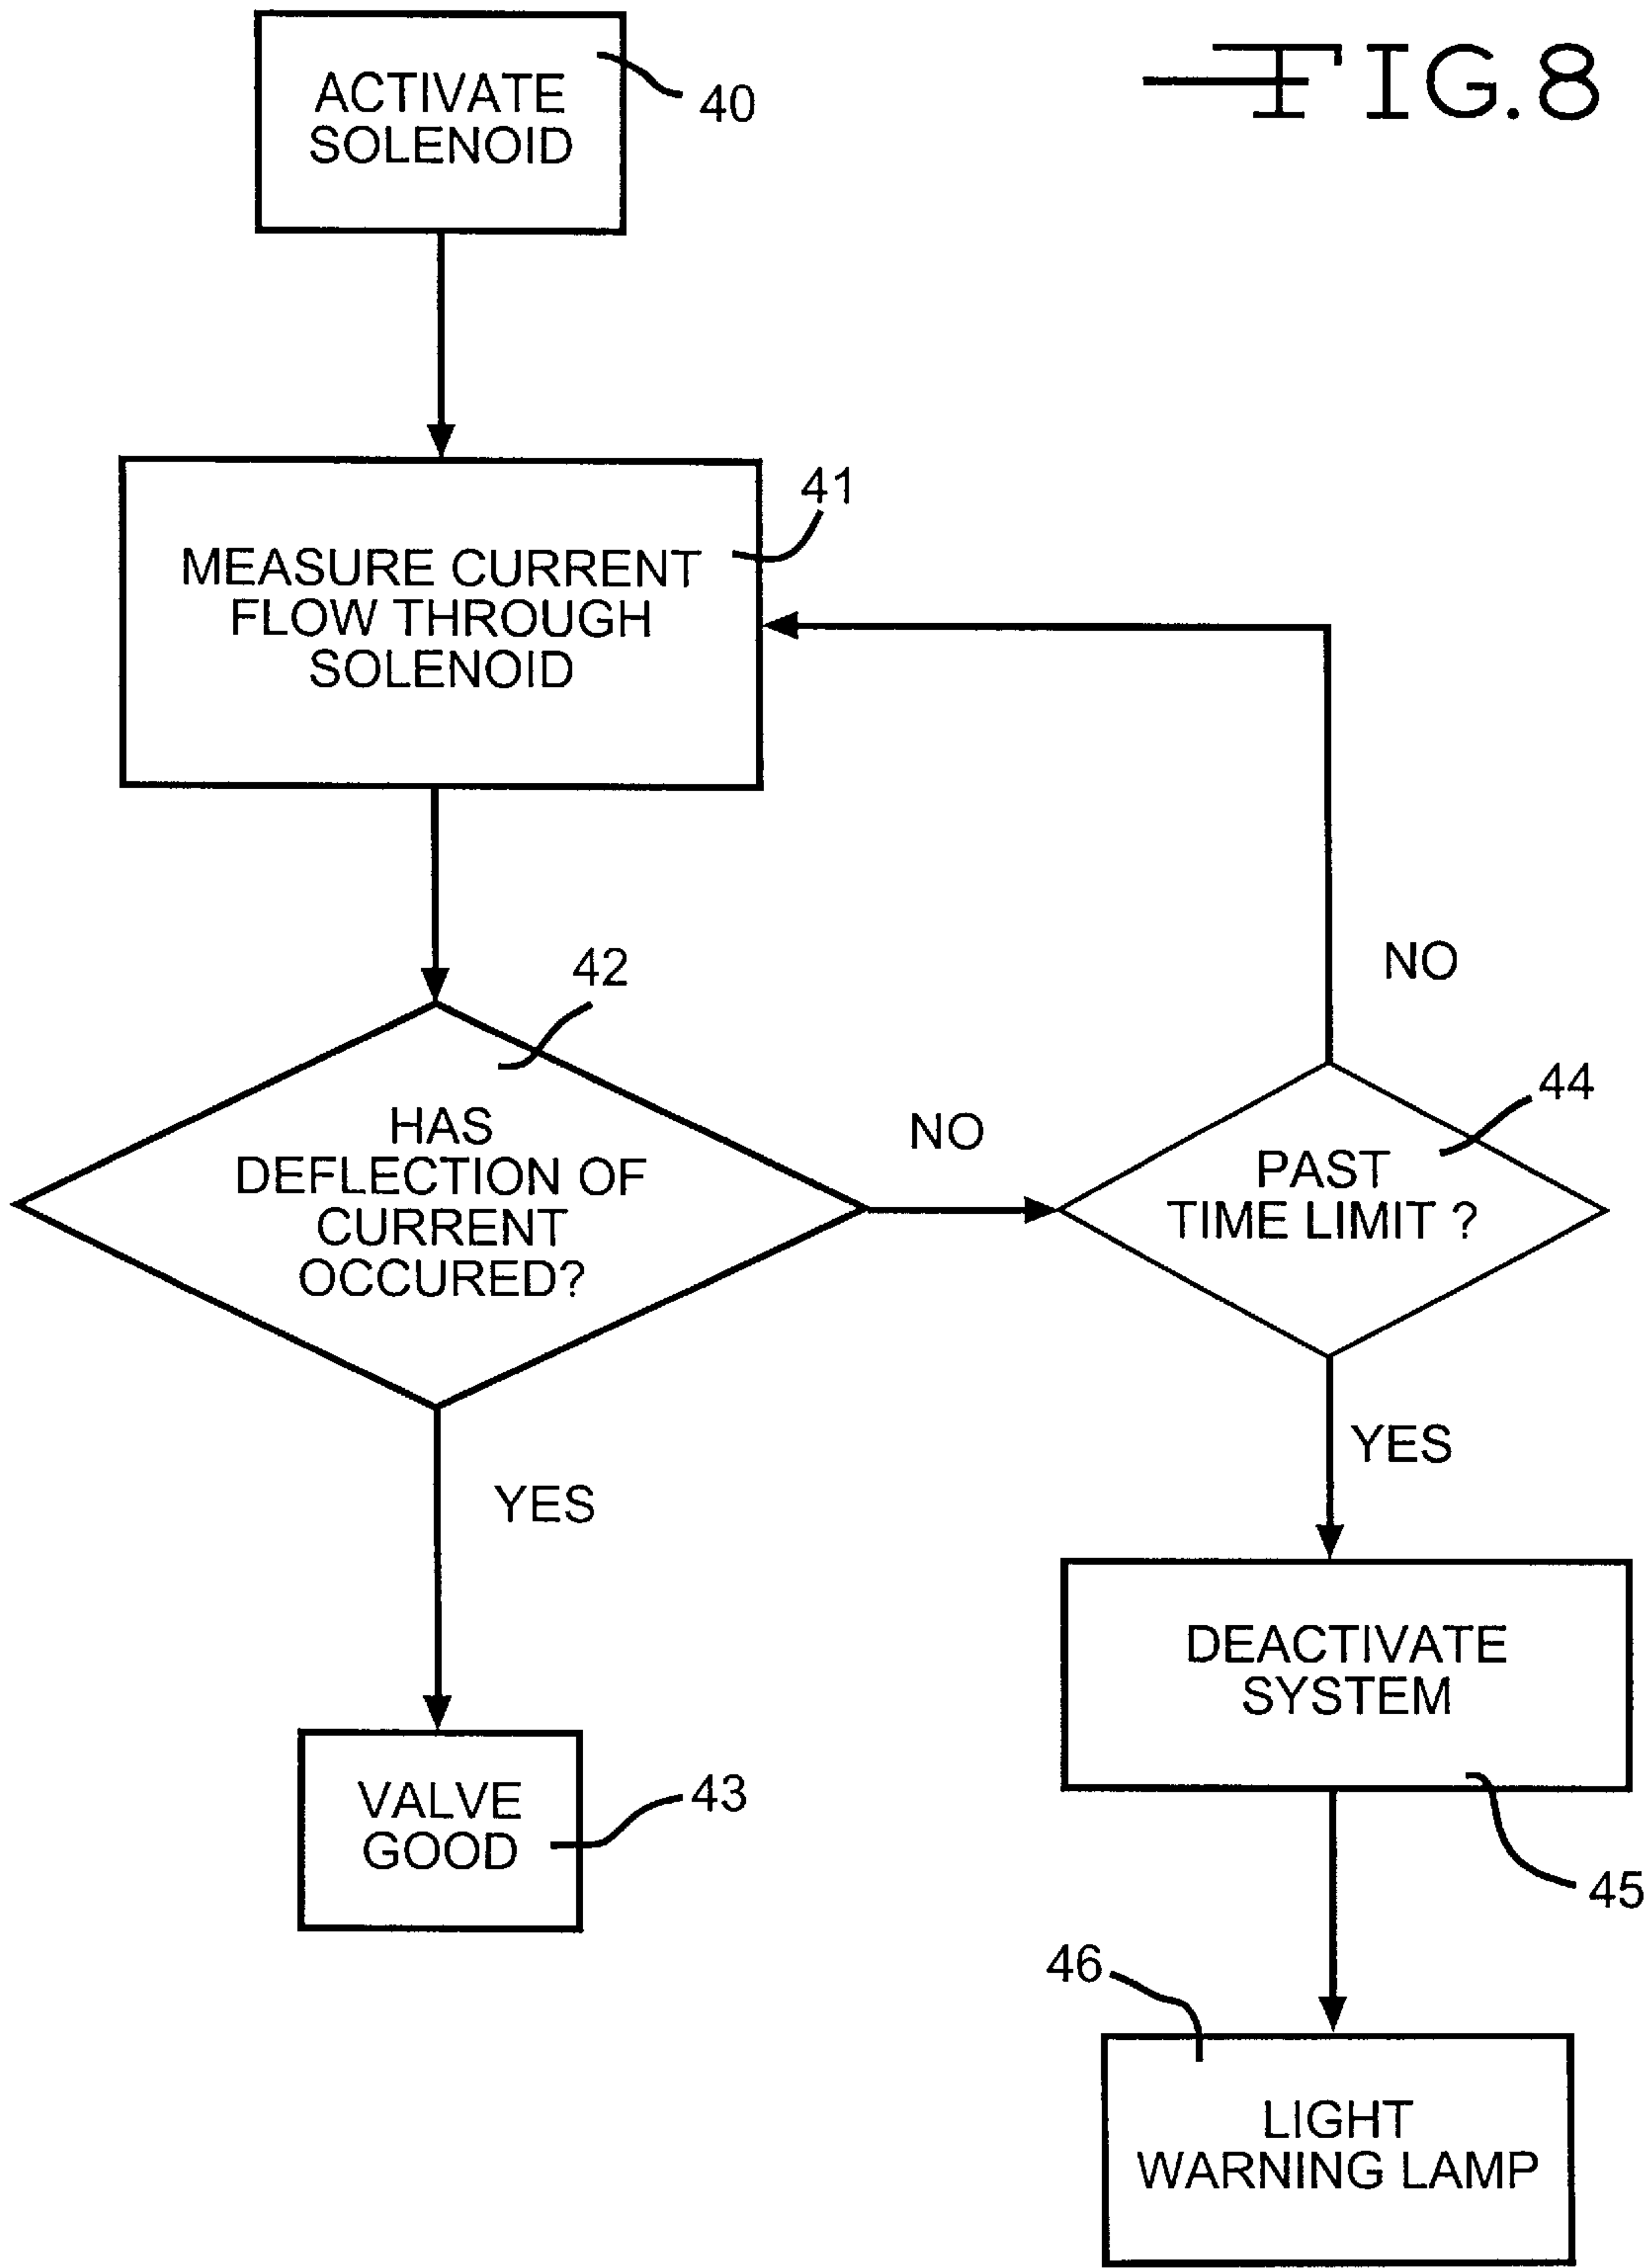 FIG. 8
ACTIVATE
SOLENOID
40
MEASURE CURRENT
FLOW THROUGH
SOLENOID
41
HAS
DEFLECTION OF
CURRENT
OCCURED?
42
NO
YES
VALVE
GOOD
43
PAST
TIME LIMIT ?
44
NO
YES
DEACTIVATE
SYSTEM
45
LIGHT
WARNING LAMP
46